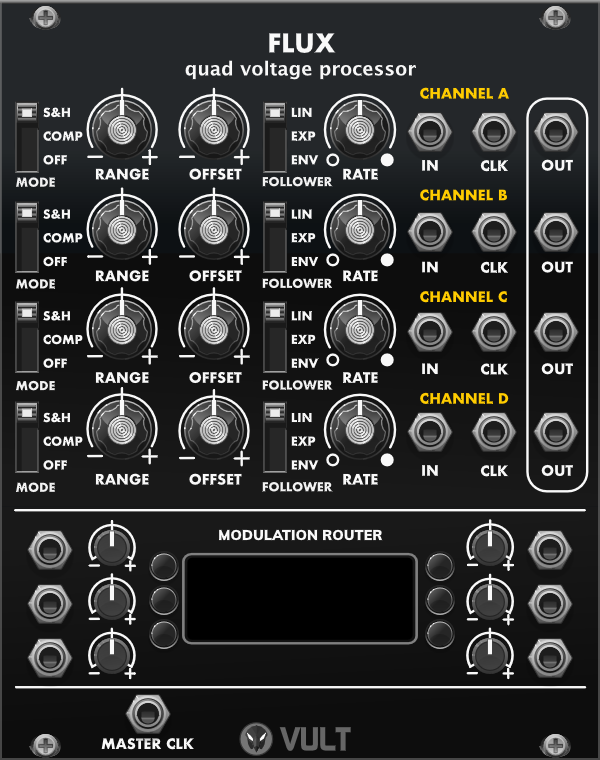 FLUX
quad voltage processor
CHANNEL A
S&H
COMP
OFF
MODE
RANGE
OFFSET
LIN
EXP
ENV
FOLLOWER
RATE
IN
CLK
OUT
CHANNEL B
S&H
COMP
OFF
MODE
RANGE
OFFSET
LIN
EXP
ENV
FOLLOWER
RATE
IN
CLK
OUT
CHANNEL C
S&H
COMP
OFF
MODE
RANGE
OFFSET
LIN
EXP
ENV
FOLLOWER
RATE
IN
CLK
OUT
CHANNEL D
S&H
COMP
OFF
MODE
RANGE
OFFSET
LIN
EXP
ENV
FOLLOWER
RATE
IN
CLK
OUT
MODULATION ROUTER
MASTER CLK
VULT